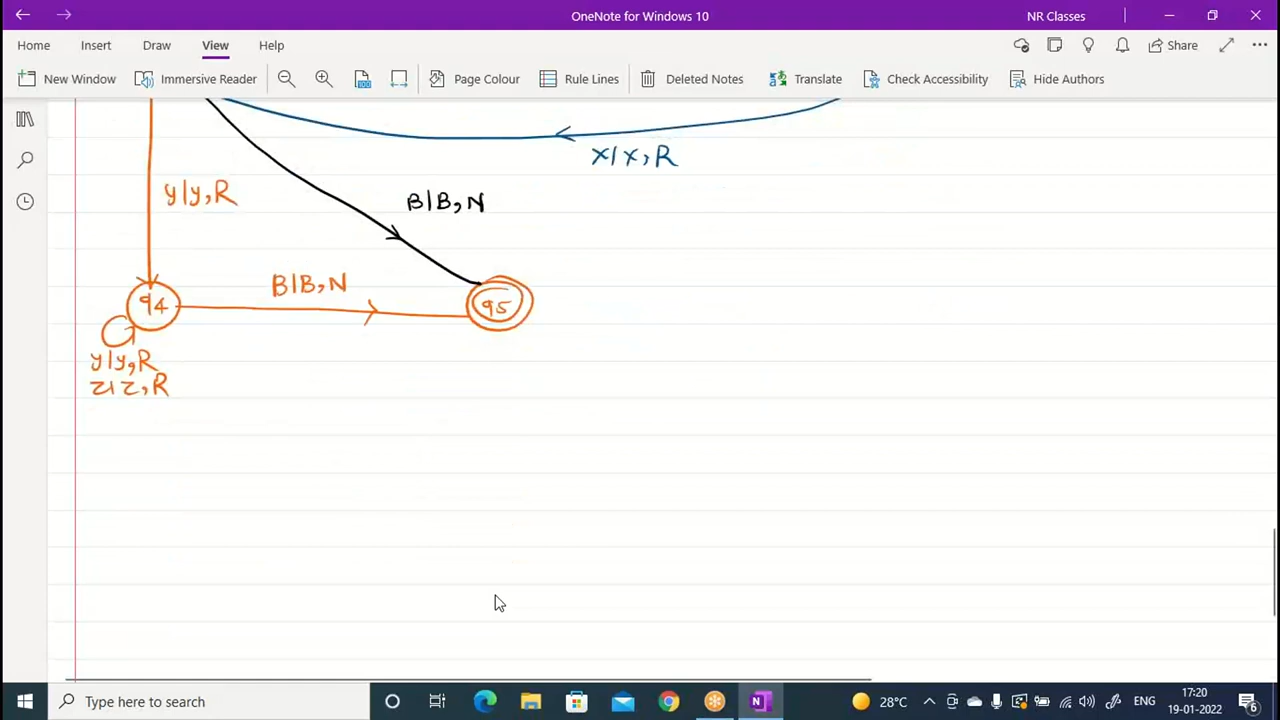 OneNote for Windows 10
NR Classes
Home
Insert
Draw
View
Help
Share
New Window
Immersive Reader
Page Colour
Rule Lines
Deleted Notes
Translate
Check Accessibility
Hide Authors
x|x,R
y|y,R
B|B,N
B|B,N
q4
q5
y|y,R
z|z,R
Type here to search
28°C
ENG
17:20
19-01-2022
6